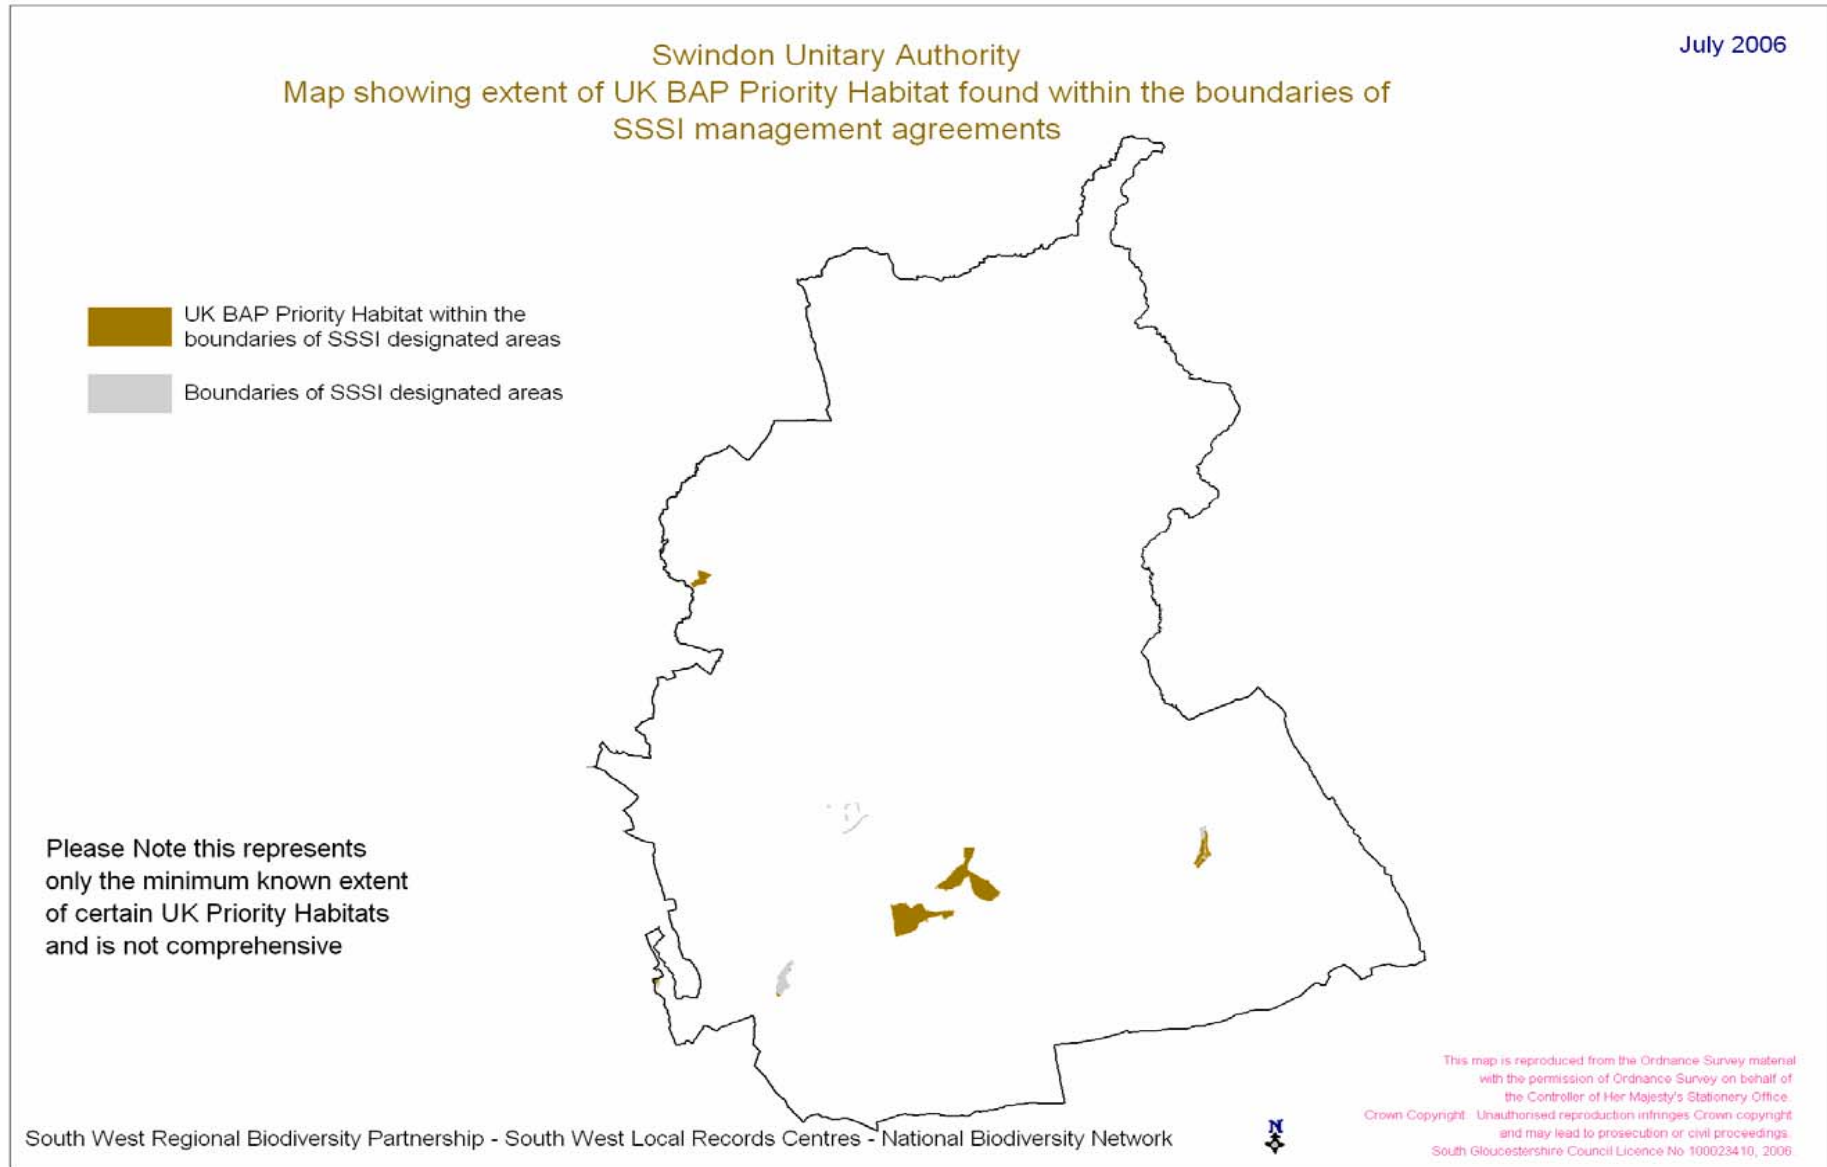 July 2006
Swindon Unitary Authority
Map showing extent of UK BAP Priority Habitat found within the boundaries of
SSSI management agreements
UK BAP Priority Habitat within the
boundaries of SSSI designated areas
Boundaries of SSSI designated areas
Please Note this represents
only the minimum known extent
of certain UK Priority Habitats
and is not comprehensive
South West Regional Biodiversity Partnership - South West Local Records Centres - National Biodiversity Network
N
This map is reproduced from the Ordnance Survey material
with the permission of Ordnance Survey on behalf of
the Controller of Her Majesty's Stationery Office.
Crown Copyright. Unauthorised reproduction infringes Crown copyright
and may lead to prosecution or civil proceedings.
South Gloucestershire Council Licence No 100023410, 2006.